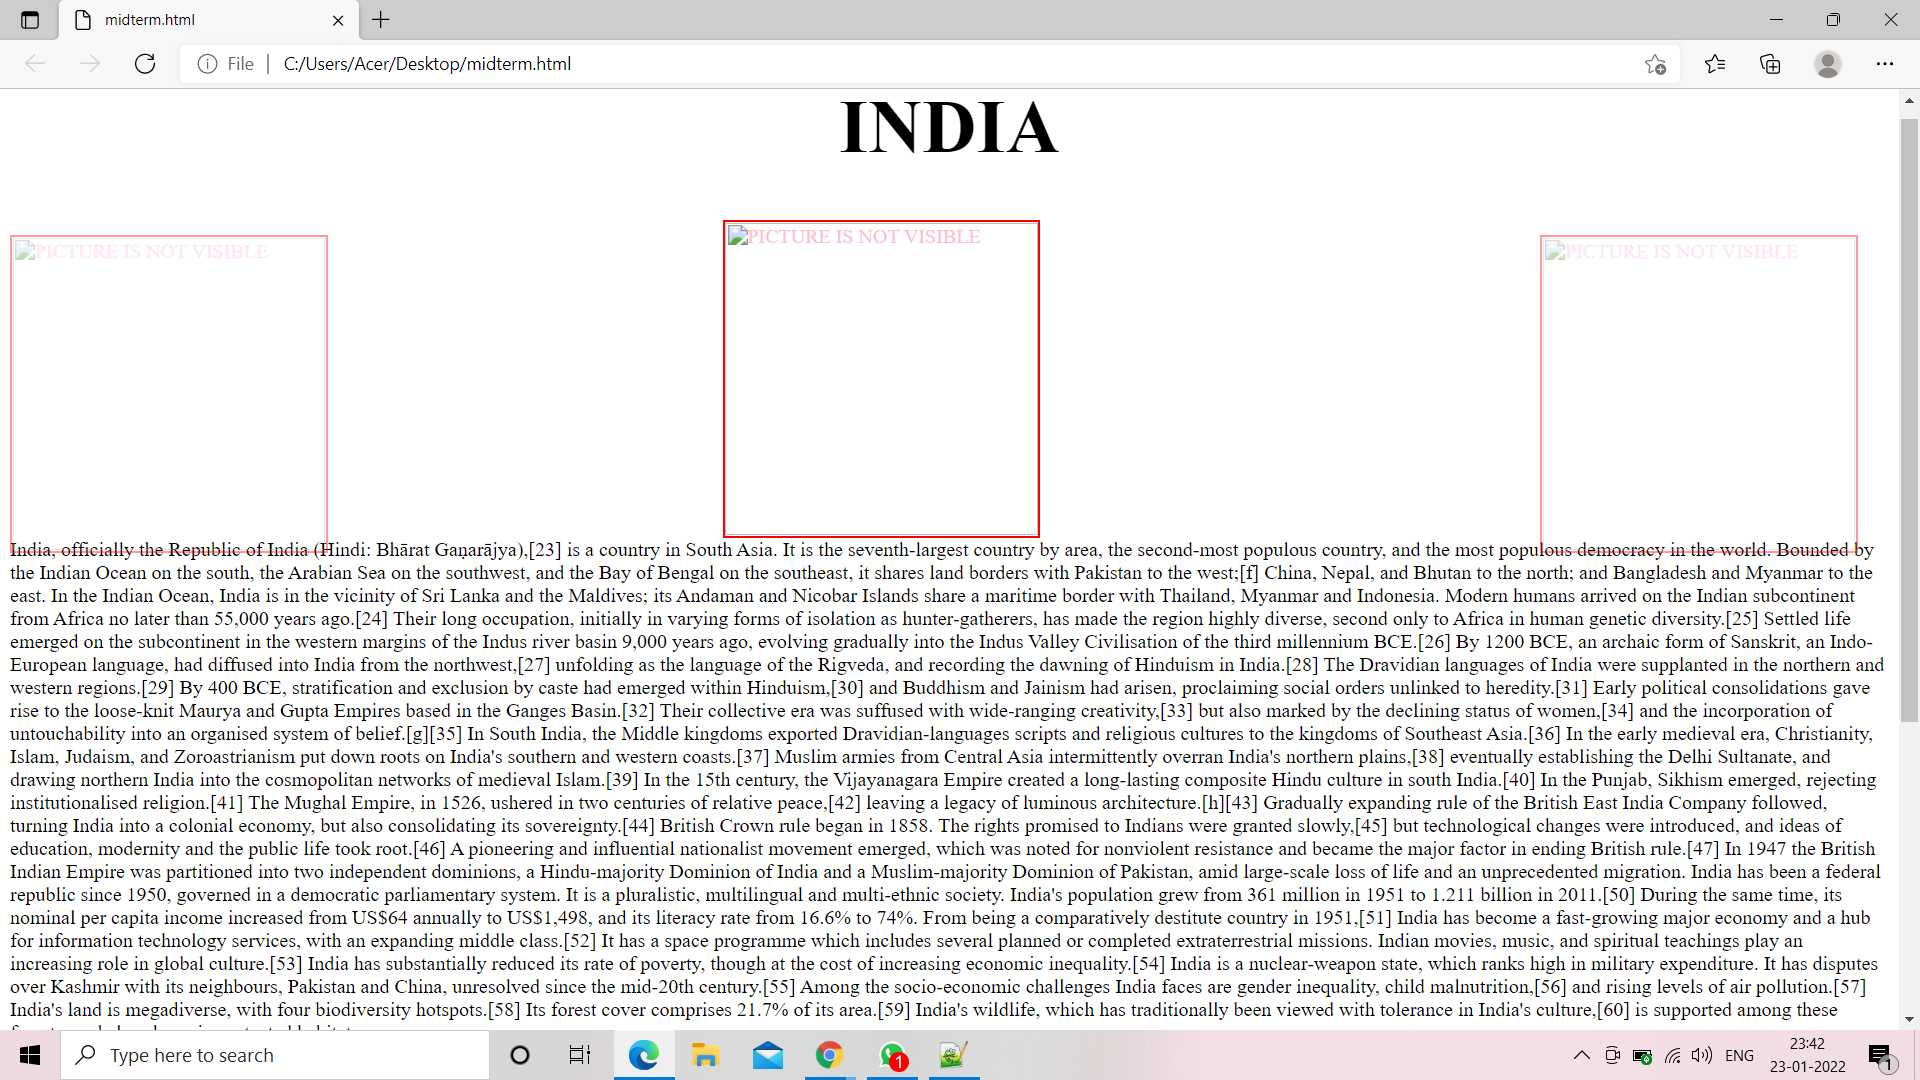 midterm.html
File
C:/Users/Acer/Desktop/midterm.html
INDIA
PICTURE IS NOT VISIBLE
PICTURE IS NOT VISIBLE
PICTURE IS NOT VISIBLE
India, officially the Republic of India (Hindi: Bhārat Gaṇarājya),[23] is a country in South Asia. It is the seventh-largest country by area, the second-most populous country, and the most populous democracy in the world. Bounded by
the Indian Ocean on the south, the Arabian Sea on the southwest, and the Bay of Bengal on the southeast, it shares land borders with Pakistan to the west;[f] China, Nepal, and Bhutan to the north; and Bangladesh and Myanmar to the
east. In the Indian Ocean, India is in the vicinity of Sri Lanka and the Maldives; its Andaman and Nicobar Islands share a maritime border with Thailand, Myanmar and Indonesia. Modern humans arrived on the Indian subcontinent
from Africa no later than 55,000 years ago.[24] Their long occupation, initially in varying forms of isolation as hunter-gatherers, has made the region highly diverse, second only to Africa in human genetic diversity.[25] Settled life
emerged on the subcontinent in the western margins of the Indus river basin 9,000 years ago, evolving gradually into the Indus Valley Civilisation of the third millennium BCE.[26] By 1200 BCE, an archaic form of Sanskrit, an Indo-
European language, had diffused into India from the northwest,[27] unfolding as the language of the Rigveda, and recording the dawning of Hinduism in India.[28] The Dravidian languages of India were supplanted in the northern and
western regions.[29] By 400 BCE, stratification and exclusion by caste had emerged within Hinduism,[30] and Buddhism and Jainism had arisen, proclaiming social orders unlinked to heredity.[31] Early political consolidations gave
rise to the loose-knit Maurya and Gupta Empires based in the Ganges Basin.[32] Their collective era was suffused with wide-ranging creativity,[33] but also marked by the declining status of women,[34] and the incorporation of
untouchability into an organised system of belief.[g][35] In South India, the Middle kingdoms exported Dravidian-languages scripts and religious cultures to the kingdoms of Southeast Asia.[36] In the early medieval era, Christianity,
Islam, Judaism, and Zoroastrianism put down roots on India's southern and western coasts.[37] Muslim armies from Central Asia intermittently overran India's northern plains,[38] eventually establishing the Delhi Sultanate, and
drawing northern India into the cosmopolitan networks of medieval Islam.[39] In the 15th century, the Vijayanagara Empire created a long-lasting composite Hindu culture in south India.[40] In the Punjab, Sikhism emerged, rejecting
institutionalised religion.[41] The Mughal Empire, in 1526, ushered in two centuries of relative peace,[42] leaving a legacy of luminous architecture.[h][43] Gradually expanding rule of the British East India Company followed,
turning India into a colonial economy, but also consolidating its sovereignty.[44] British Crown rule began in 1858. The rights promised to Indians were granted slowly,[45] but technological changes were introduced, and ideas of
education, modernity and the public life took root.[46] A pioneering and influential nationalist movement emerged, which was noted for nonviolent resistance and became the major factor in ending British rule.[47] In 1947 the British
Indian Empire was partitioned into two independent dominions, a Hindu-majority Dominion of India and a Muslim-majority Dominion of Pakistan, amid large-scale loss of life and an unprecedented migration. India has been a federal
republic since 1950, governed in a democratic parliamentary system. It is a pluralistic, multilingual and multi-ethnic society. India's population grew from 361 million in 1951 to 1.211 billion in 2011.[50] During the same time, its
nominal per capita income increased from US$64 annually to US$1,498, and its literacy rate from 16.6% to 74%. From being a comparatively destitute country in 1951,[51] India has become a fast-growing major economy and a hub
for information technology services, with an expanding middle class.[52] It has a space programme which includes several planned or completed extraterrestrial missions. Indian movies, music, and spiritual teachings play an
increasing role in global culture.[53] India has substantially reduced its rate of poverty, though at the cost of increasing economic inequality.[54] India is a nuclear-weapon state, which ranks high in military expenditure. It has disputes
over Kashmir with its neighbours, Pakistan and China, unresolved since the mid-20th century.[55] Among the socio-economic challenges India faces are gender inequality, child malnutrition,[56] and rising levels of air pollution.[57]
India's land is megadiverse, with four biodiversity hotspots.[58] Its forest cover comprises 21.7% of its area.[59] India's wildlife, which has traditionally been viewed with tolerance in India's culture,[60] is supported among these
Type here to search
1
ENG
23:42
23-01-2022
1